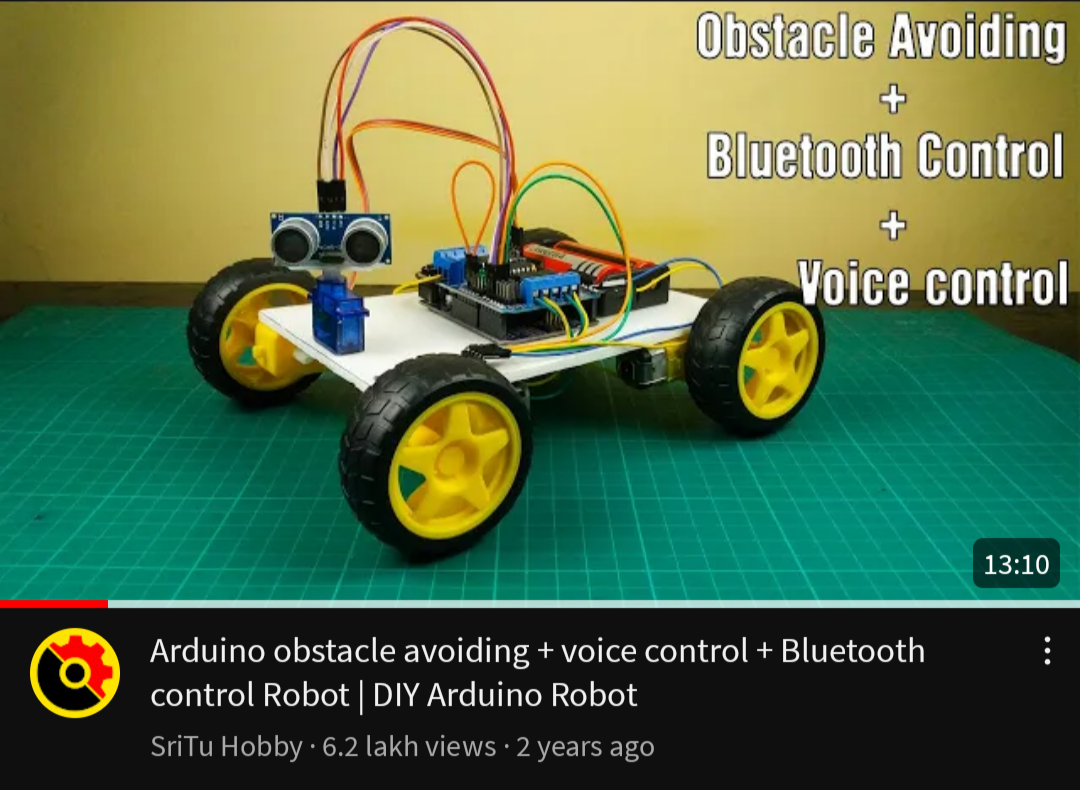 Obstacle Avoiding
+
Bluetooth Control
+
Voice control
13:10
Arduino obstacle avoiding + voice control + Bluetooth
control Robot | DIY Arduino Robot
SriTu Hobby · 6.2 lakh views · 2 years ago